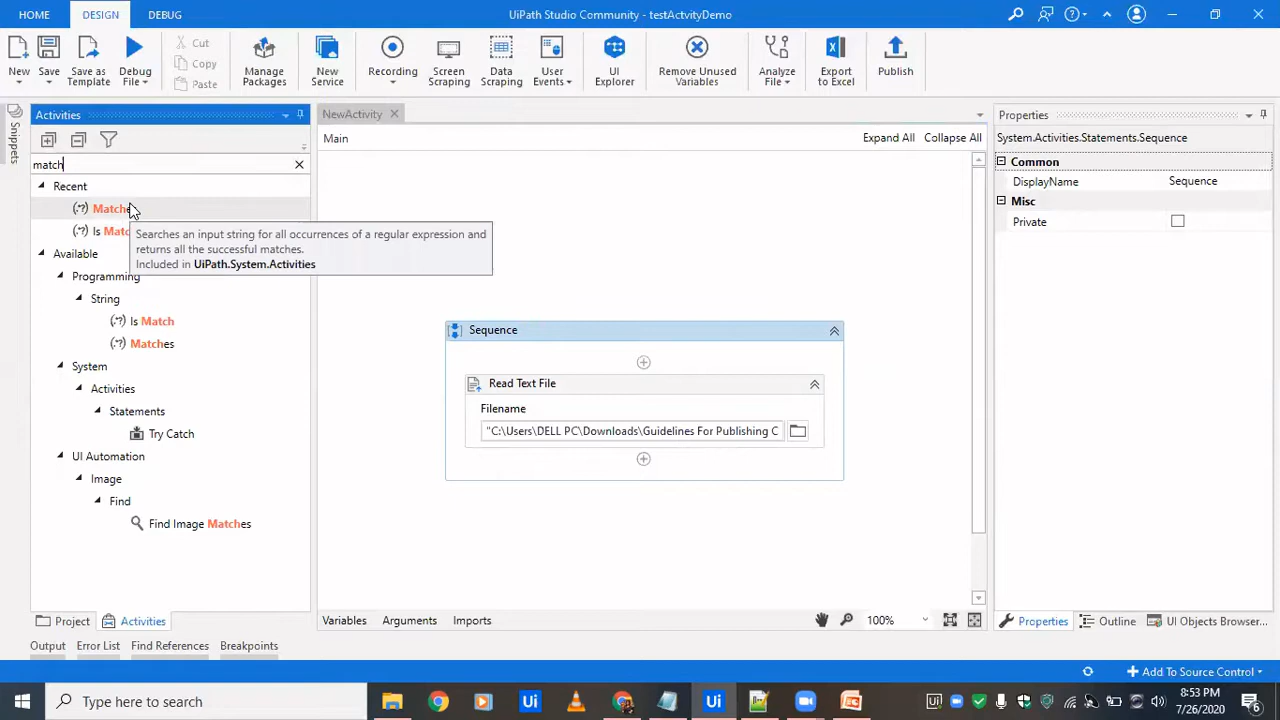 HOME DESIGN DEBUG UiPath Studio Community - testActvityDemo
New Save Save as Template Debug File Cut Copy Paste Manage Packages New Service Recording Screen Scraping Data Scraping User Events UI Explorer Remove Unused Variables Analyze File Export to Excel Publish
Snippets
Activities
match
Recent
Matche
Is Matc
Searches an input string for all occurrences of a regular expression and
returns all the successful matches.
Included in UiPath.System.Activities
Available
Programming
String
Is Match
Matches
System
Activities
Statements
Try Catch
UI Automation
Image
Find
Find Image Matches
Project Activities
NewActivity
Main Expand All Collapse All
Sequence
Read Text File
Filename
"C:\Users\DELL PC\Downloads\Guidelines For Publishing C
Variables Arguments Imports 100%
Properties
System.Activities.Statements.Sequence
Common
DisplayName Sequence
Misc
Private
Properties Outline UI Objects Browser...
Output Error List Find References Breakpoints
Add To Source Control
Type here to search
8:53 PM
7/26/2020
6